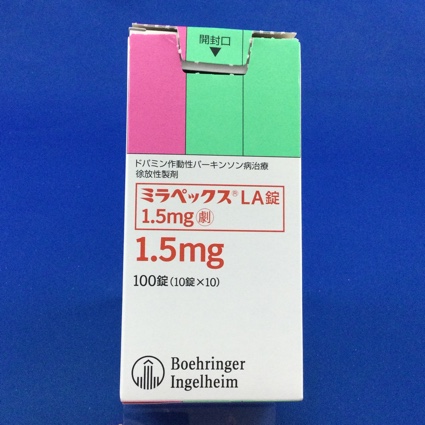 開封口
ドパミン作動性パーキンソン病治療
徐放性製剤
ミラペックス®LA錠
1.5mg 劇
1.5mg
100錠(10錠×10)
Boehringer
Ingelheim